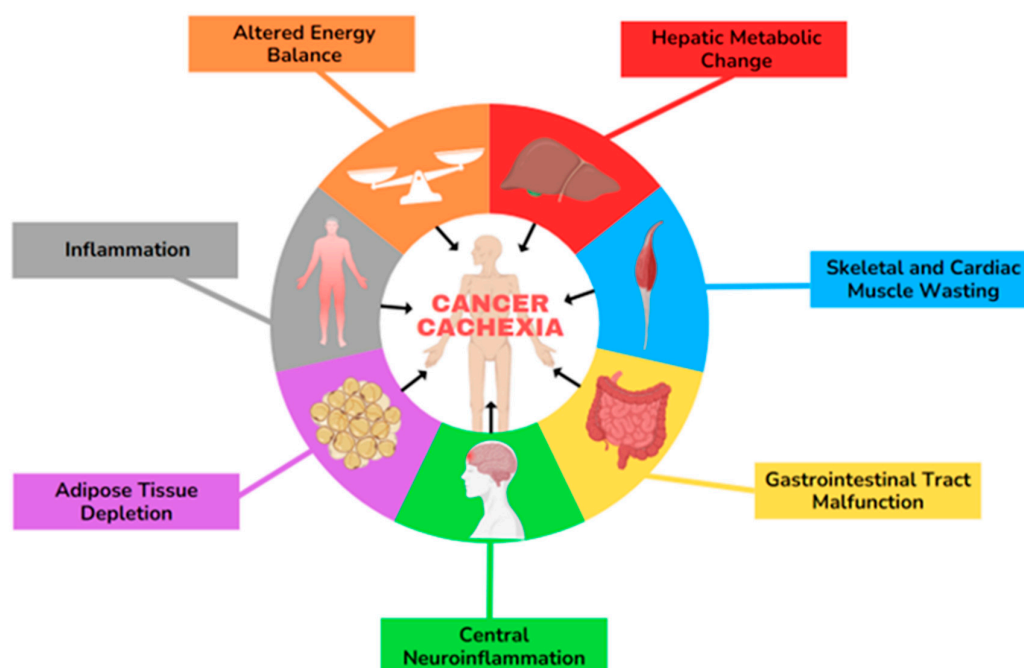 Altered Energy
Balance
Hepatic Metabolic
Change
Inflammation
Skeletal and Cardiac
Muscle Wasting
CANCER
CACHEXIA
Adipose Tissue
Depletion
Gastrointestinal Tract
Malfunction
Central
Neuroinflammation